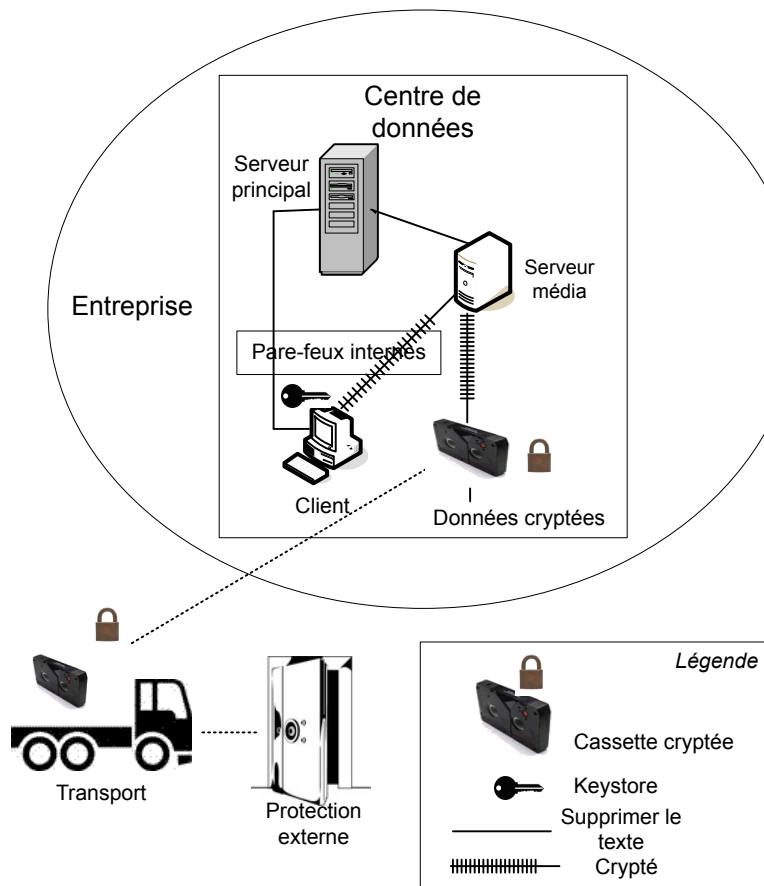 Centre de
données
Serveur
principal
Serveur
média
Entreprise
Pare-feux internes
Client
Données cryptées
Légende
Cassette cryptée
Keystore
Supprimer le
texte
Crypté
Transport
Protection
externe